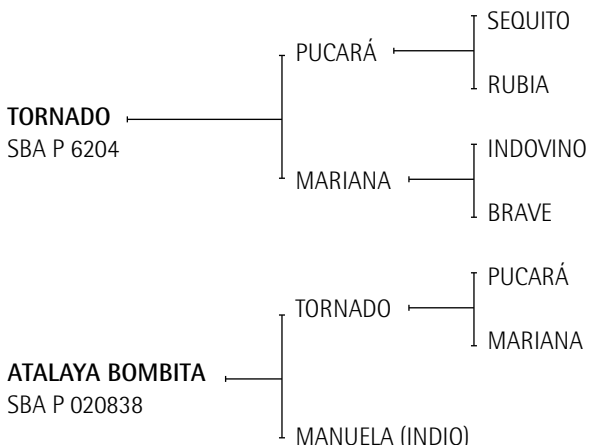 SEQUITO
PUCARÁ
RUBIA
TORNADO
SBA P 6204
INDOVINO
MARIANA
BRAVE
PUCARÁ
TORNADO
MARIANA
ATALAYA BOMBITA
SBA P 020838
MANUELA (INDIO)